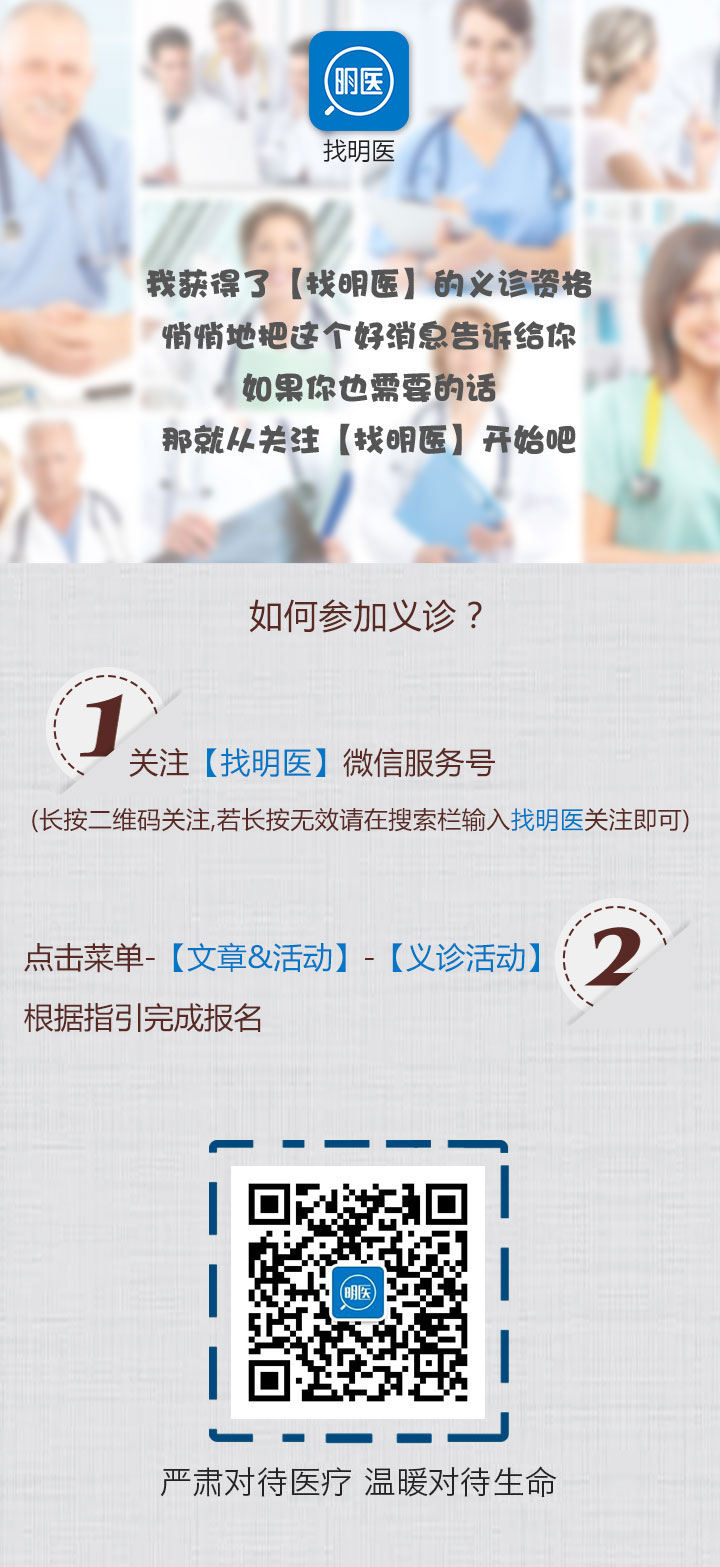 明医
找明医
我获得了【找明医】的义诊资格
悄悄地把这个好消息告诉给你
如果你也需要的话
那就从关注【找明医】开始吧
如何参加义诊？
1
关注【找明医】微信服务号
(长按二维码关注,若长按无效请在搜索栏输入找明医关注即可)
2
点击菜单-【文章&活动】-【义诊活动】
根据指引完成报名
明医
严肃对待医疗 温暖对待生命